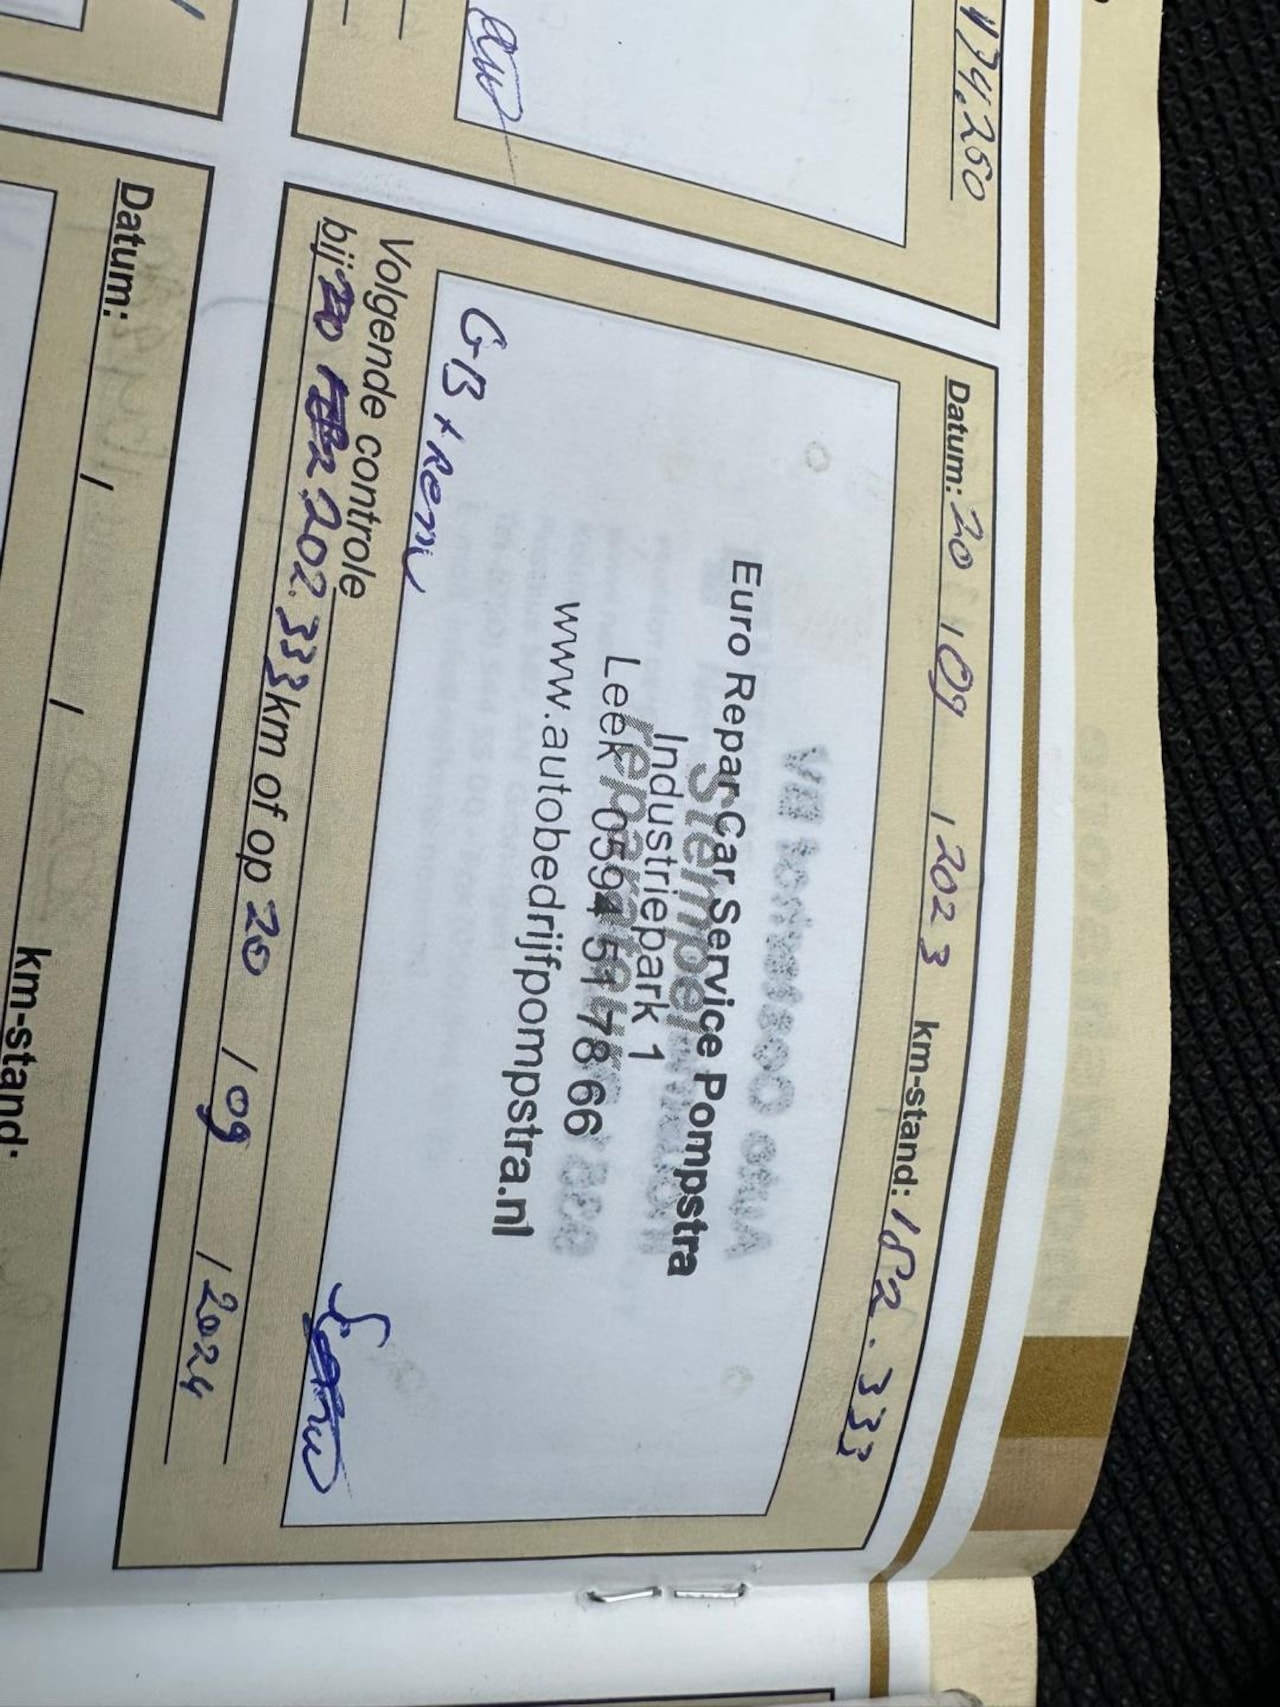 174.260
Datum: 20 / 09 / 2023 km-stand: 182.333
Euro Repar Car Service Pompstra
Industriepark 1
Leek 0594 51 78 66
www.autobedrijfpompstra.nl
GB + Rem
Volgende controle
bij 202.333 km of op 20 / 09 / 2024
Datum: / / km-stand: